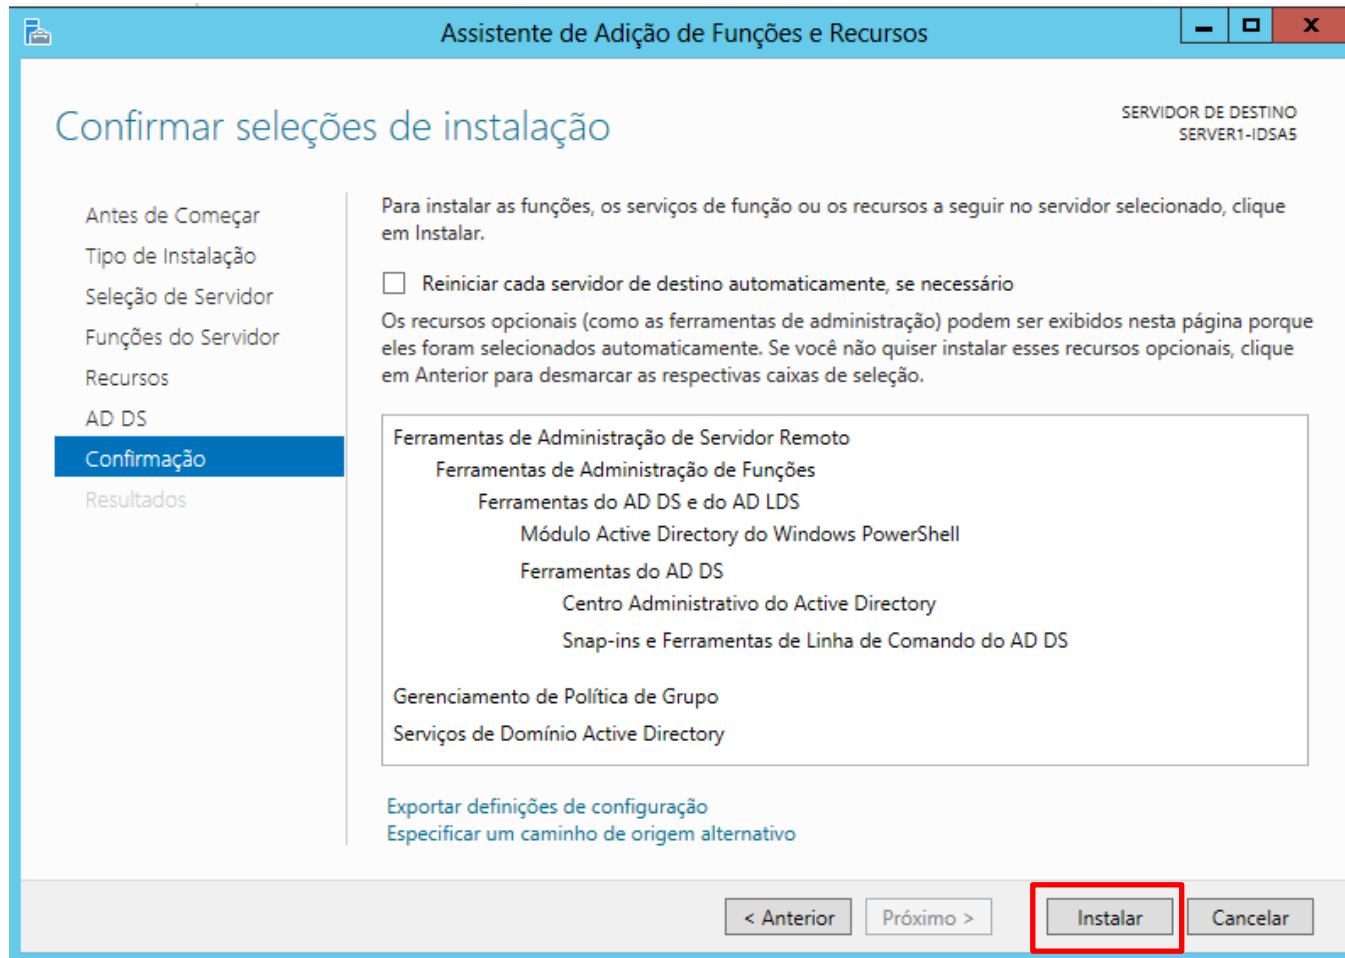 Assistente de Adição de Funções e Recursos
Confirmar seleções de instalação
SERVIDOR DE DESTINO
SERVER1-IDSA5
Antes de Começar
Tipo de Instalação
Seleção de Servidor
Funções do Servidor
Recursos
AD DS
Confirmação
Resultados
Para instalar as funções, os serviços de função ou os recursos a seguir no servidor selecionado, clique
em Instalar.
Reiniciar cada servidor de destino automaticamente, se necessário
Os recursos opcionais (como as ferramentas de administração) podem ser exibidos nesta página porque
eles foram selecionados automaticamente. Se você não quiser instalar esses recursos opcionais, clique
em Anterior para desmarcar as respectivas caixas de seleção.
Ferramentas de Administração de Servidor Remoto
Ferramentas de Administração de Funções
Ferramentas do AD DS e do AD LDS
Módulo Active Directory do Windows PowerShell
Ferramentas do AD DS
Centro Administrativo do Active Directory
Snap-ins e Ferramentas de Linha de Comando do AD DS
Gerenciamento de Política de Grupo
Serviços de Domínio Active Directory
Exportar definições de configuração
Especificar um caminho de origem alternativo
< Anterior
Próximo >
Instalar
Cancelar